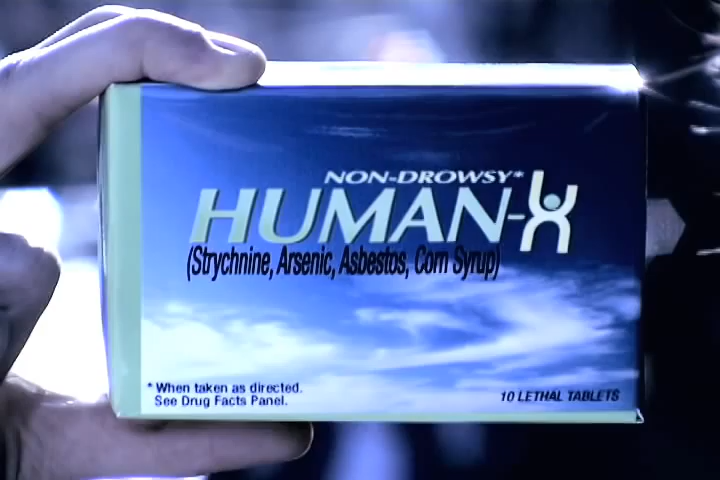 NON-DROWSY*
HUMAN-X
(Strychnine, Arsenic, Asbestos, Corn Syrup)
* When taken as directed.
See Drug Facts Panel.
10 LETHAL TABLETS